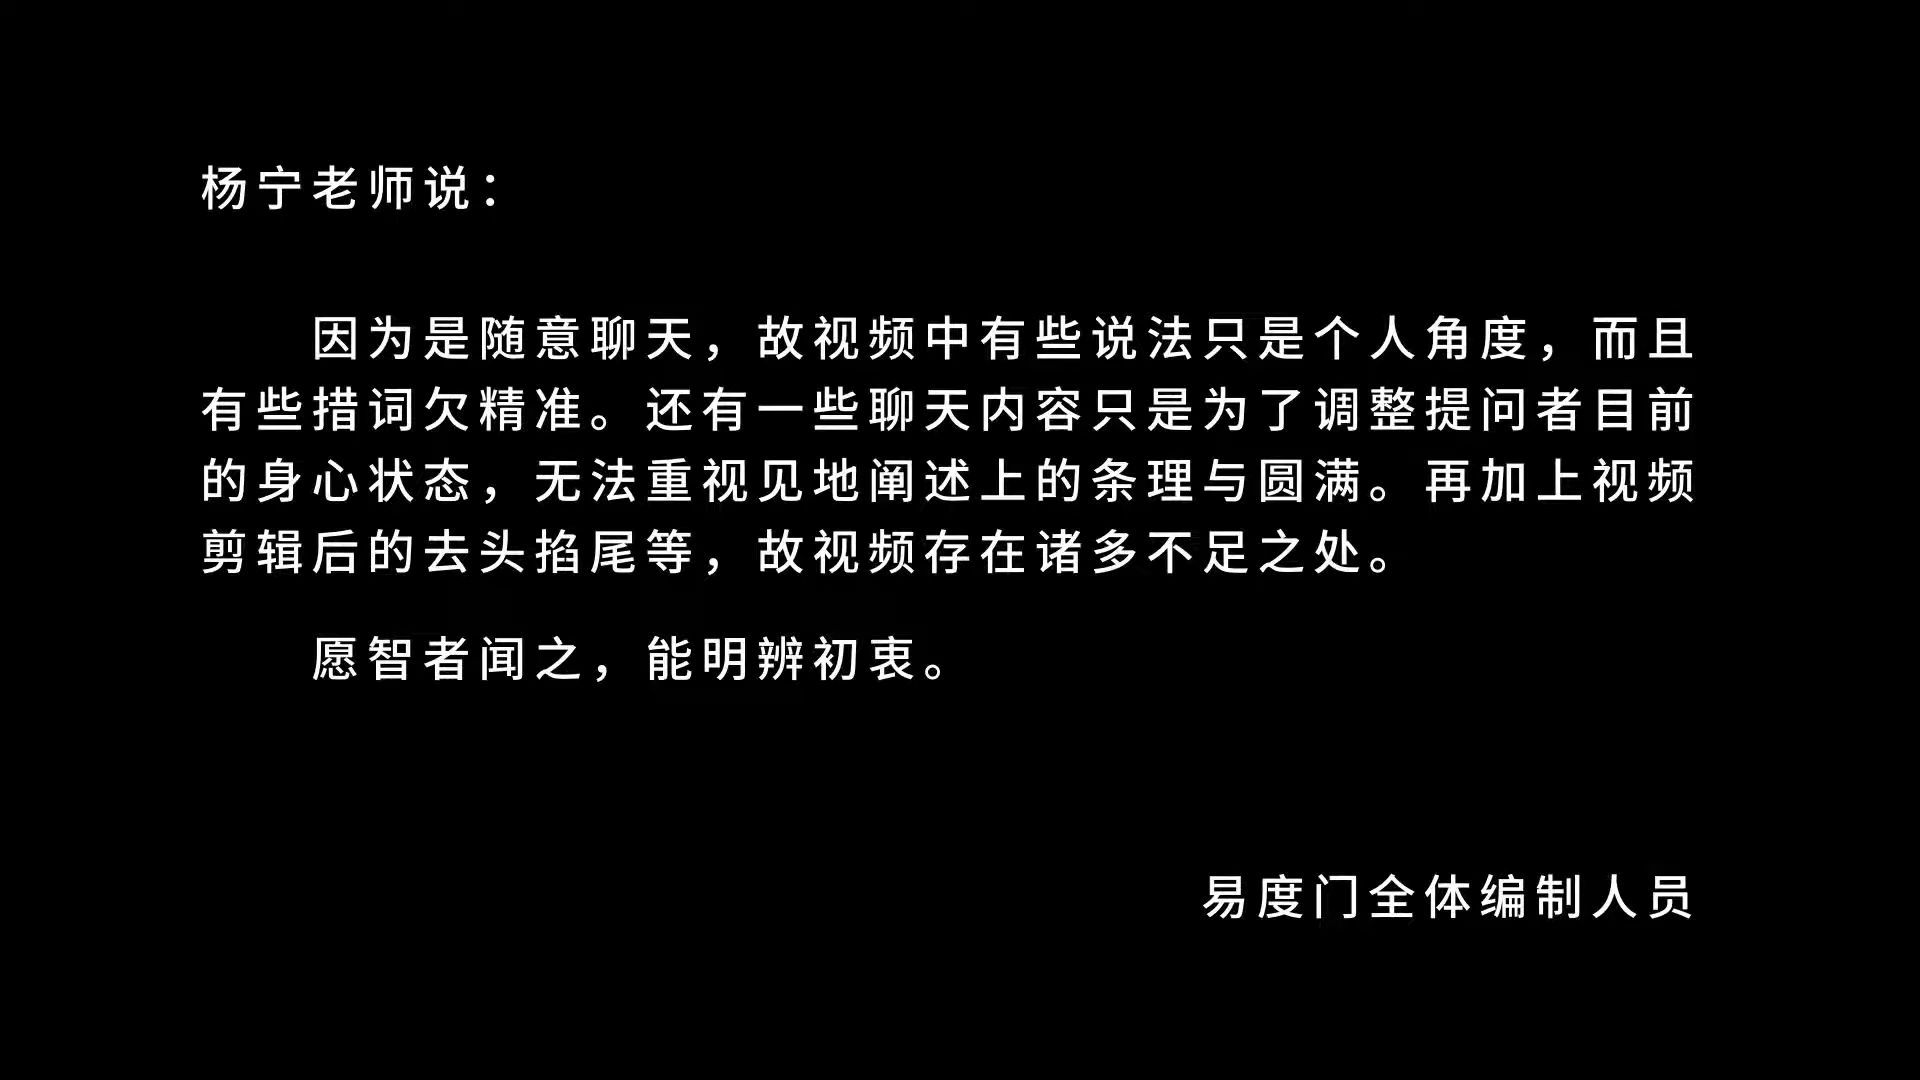 杨宁老师说：
因为是随意聊天，故视频中有些说法只是个人角度，而且
有些措词欠精准。还有一些聊天内容只是为了调整提问者目前
的身心状态，无法重视见地阐述上的条理与圆满。再加上视频
剪辑后的去头掐尾等，故视频存在诸多不足之处。
愿智者闻之，能明辨初衷。
易度门全体编制人员